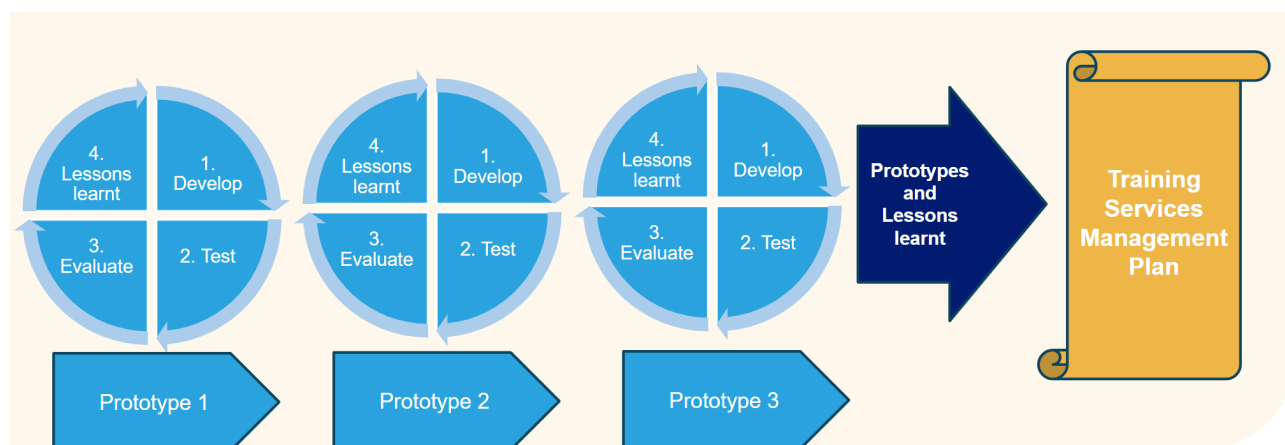 4.
Lessons
learnt
1.
Develop
3.
Evaluate
2. Test
Prototype 1
4.
Lessons
learnt
1.
Develop
3.
Evaluate
2. Test
Prototype 2
4.
Lessons
learnt
1.
Develop
3.
Evaluate
2. Test
Prototype 3
Prototypes
and
Lessons
learnt
Training
Services
Management
Plan